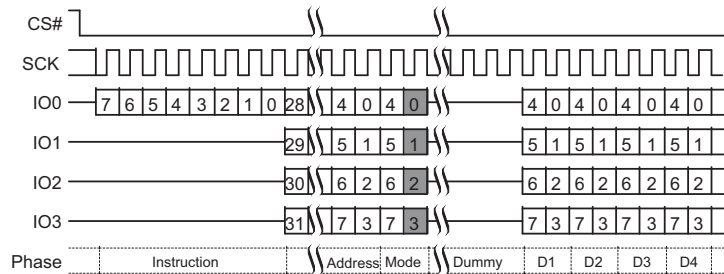 CS#
SCK
IO0 7 6 5 4 3 2 1 0 28 4 0 4 0 4 0 4 0 4 0 4 0
IO1 29 5 1 5 1 5 1 5 1 5 1 5 1
IO2 30 6 2 6 2 6 2 6 2 6 2 6 2
IO3 31 7 3 7 3 7 3 7 3 7 3 7 3
Phase Instruction Address Mode Dummy D1 D2 D3 D4